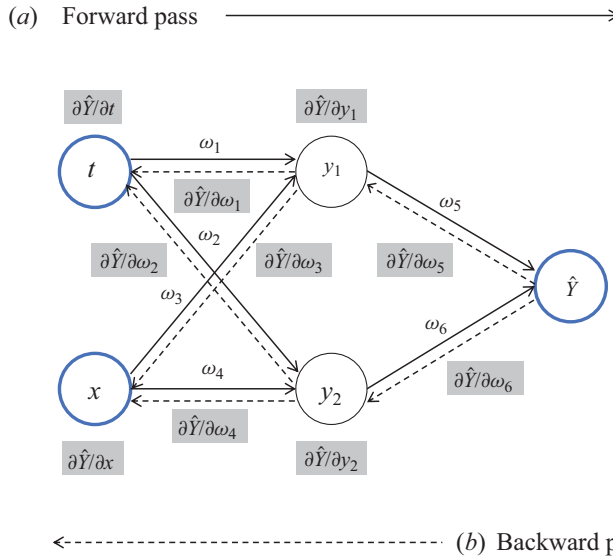 (a) Forward pass
∂Ŷ/∂t
∂Ŷ/∂y₁
ω₁
t
y₁
∂Ŷ/∂ω₁
ω₅
ω₂
∂Ŷ/∂ω₂
∂Ŷ/∂ω₃
∂Ŷ/∂ω₅
Ŷ
ω₃
ω₆
ω₄
x
y₂
∂Ŷ/∂ω₆
∂Ŷ/∂ω₄
∂Ŷ/∂x
∂Ŷ/∂y₂
(b) Backward p